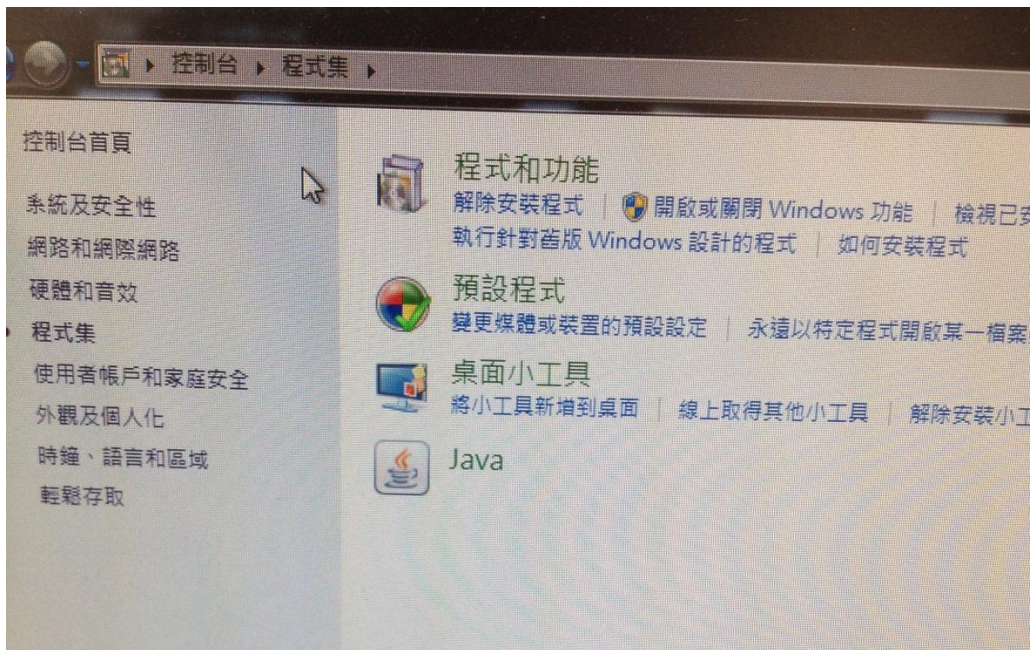 控制台 程式集
控制台首頁
系統及安全性
網路和網際網路
硬體和音效
程式集
使用者帳戶和家庭安全
外觀及個人化
時鐘、語言和區域
輕鬆存取
程式和功能
解除安裝程式 | 開啟或關閉 Windows 功能 | 檢視已安
執行針對舊版 Windows 設計的程式 | 如何安裝程式
預設程式
變更媒體或裝置的預設設定 | 永遠以特定程式開啟某一檔案
桌面小工具
將小工具新增到桌面 | 線上取得其他小工具 | 解除安裝小工
Java